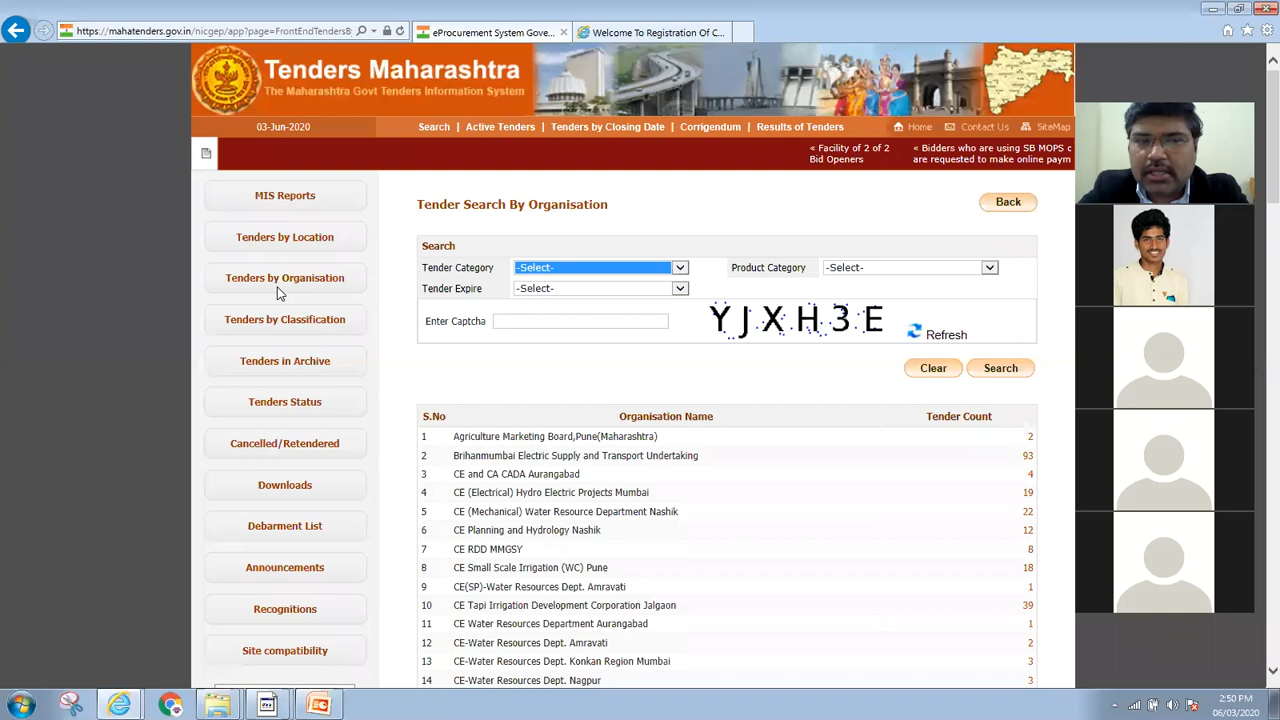 https://mahatenders.gov.in/nicgep/app?page=FrontEndTendersB
eProcurement System Gove...
Welcome To Registration Of C...
Tenders Maharashtra
The Maharashtra Govt Tenders Information System
03-Jun-2020
Search | Active Tenders | Tenders by Closing Date | Corrigendum | Results of Tenders
Home
Contact Us
SiteMap
« Facility of 2 of 2
Bid Openers
« Bidders who are using SB MOPS c
are requested to make online paym
MIS Reports
Tenders by Location
Tenders by Organisation
Tenders by Classification
Tenders in Archive
Tenders Status
Cancelled/Retendered
Downloads
Debarment List
Announcements
Recognitions
Site compatibility
Tender Search By Organisation
Back
Search
Tender Category -Select- Product Category -Select-
Tender Expire -Select-
Enter Captcha YJXH3E Refresh
Clear Search
S.No Organisation Name Tender Count
1 Agriculture Marketing Board,Pune(Maharashtra) 2
2 Brihanmumbai Electric Supply and Transport Undertaking 93
3 CE and CA CADA Aurangabad 4
4 CE (Electrical) Hydro Electric Projects Mumbai 19
5 CE (Mechanical) Water Resource Department Nashik 22
6 CE Planning and Hydrology Nashik 12
7 CE RDD MMGSY 8
8 CE Small Scale Irrigation (WC) Pune 18
9 CE(SP)-Water Resources Dept. Amravati 1
10 CE Tapi Irrigation Development Corporation Jalgaon 39
11 CE Water Resources Department Aurangabad 1
12 CE-Water Resources Dept. Amravati 2
13 CE-Water Resources Dept. Konkan Region Mumbai 3
14 CE-Water Resources Dept. Nagpur 3
2:50 PM
06/03/2020